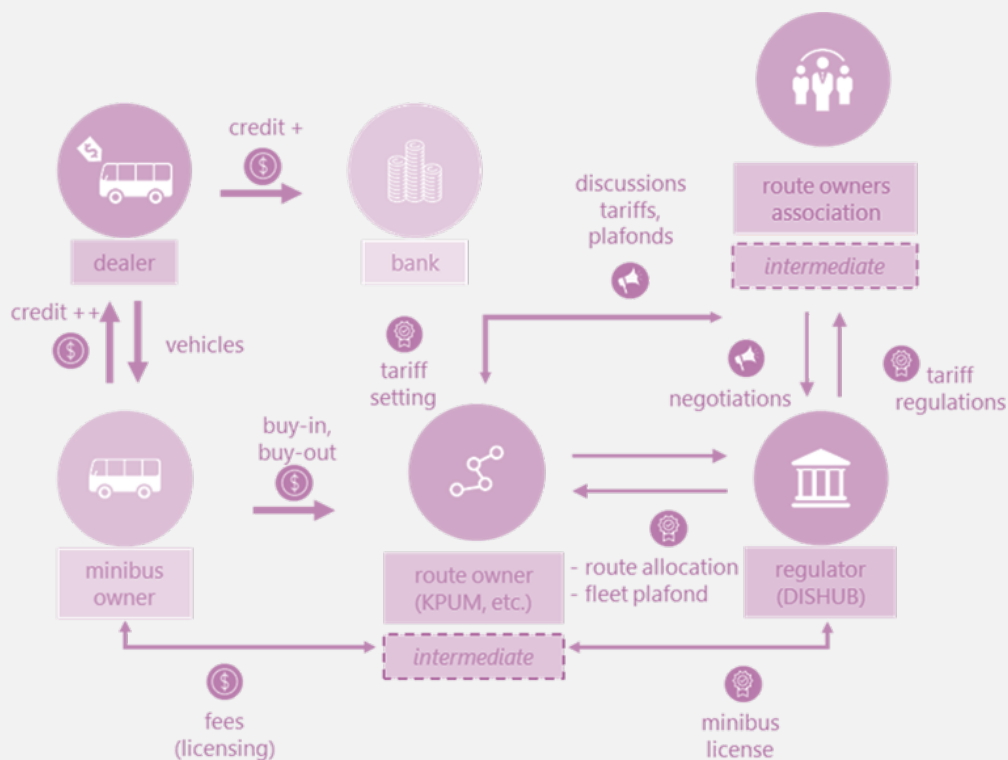 credit +
dealer
bank
route owners
association
intermediate
discussions
tariffs,
plafonds
credit ++
vehicles
tariff
setting
negotiations
tariff
regulations
buy-in,
buy-out
minibus
owner
route owner
(KPUM, etc.)
intermediate
- route allocation
- fleet plafond
regulator
(DISHUB)
fees
(licensing)
minibus
license